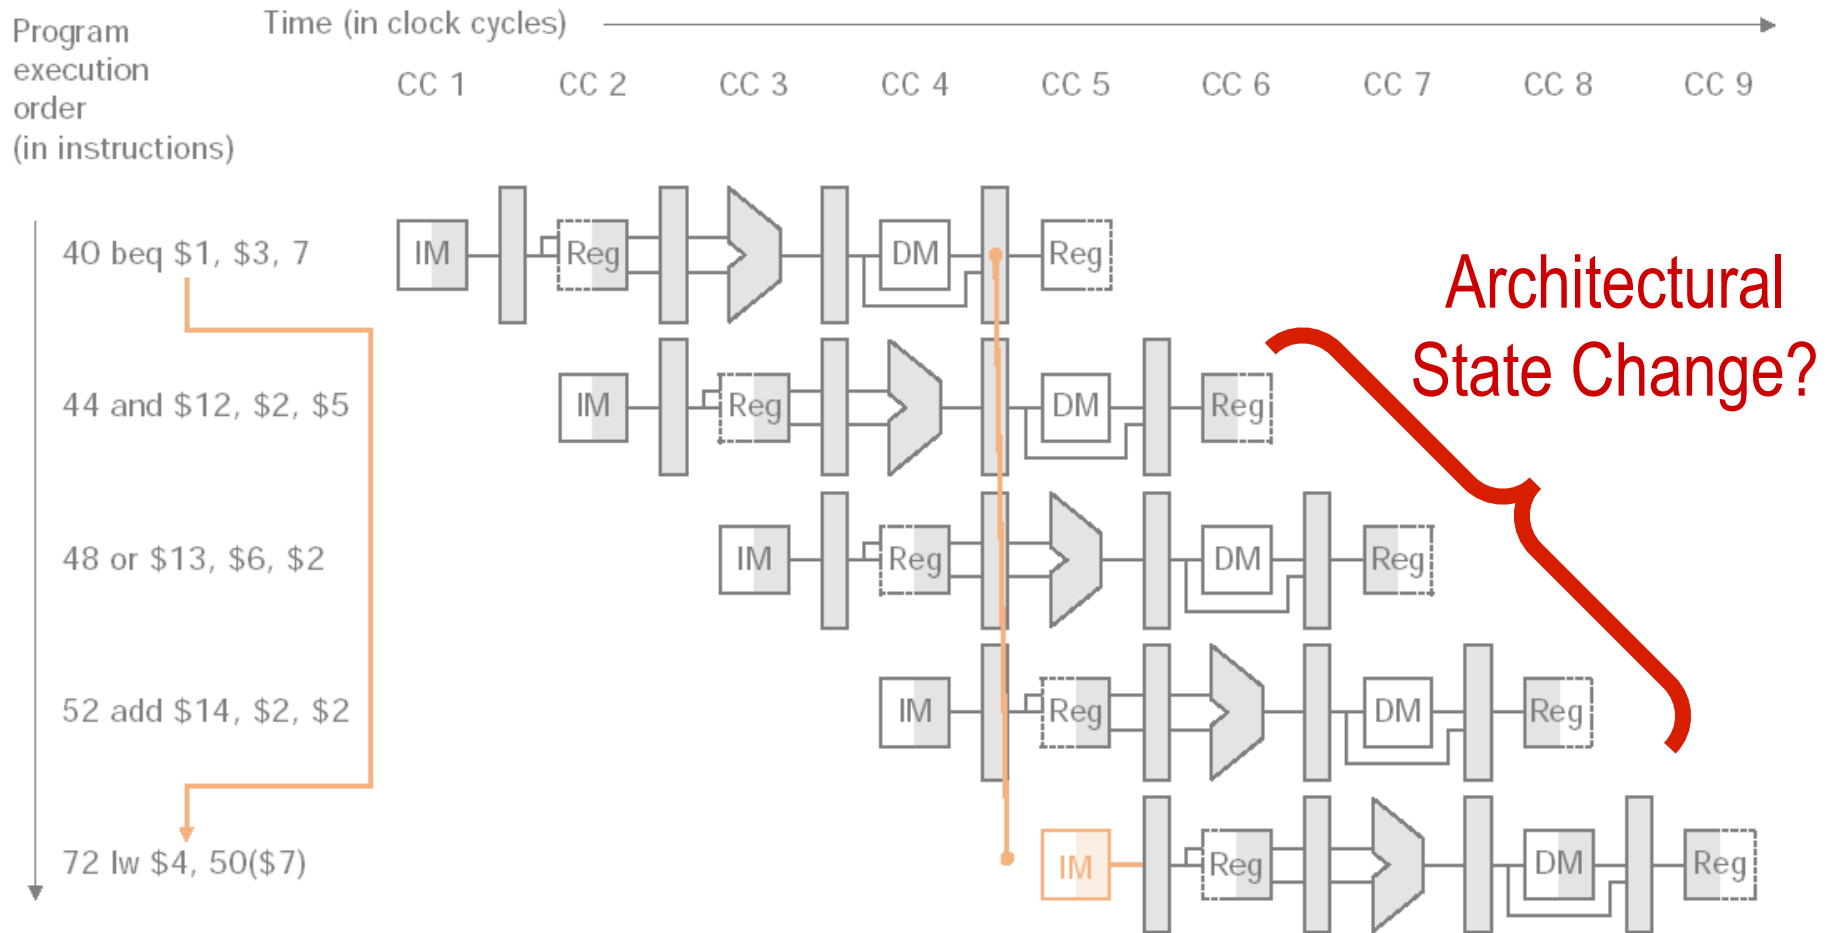 Program
execution
order
(in instructions)
Time (in clock cycles)
CC 1 CC 2 CC 3 CC 4 CC 5 CC 6 CC 7 CC 8 CC 9
40 beq $1, $3, 7
IM Reg DM Reg
Architectural
State Change?
44 and $12, $2, $5
IM Reg DM Reg
48 or $13, $6, $2
IM Reg DM Reg
52 add $14, $2, $2
IM Reg DM Reg
72 lw $4, 50($7)
IM Reg DM Reg